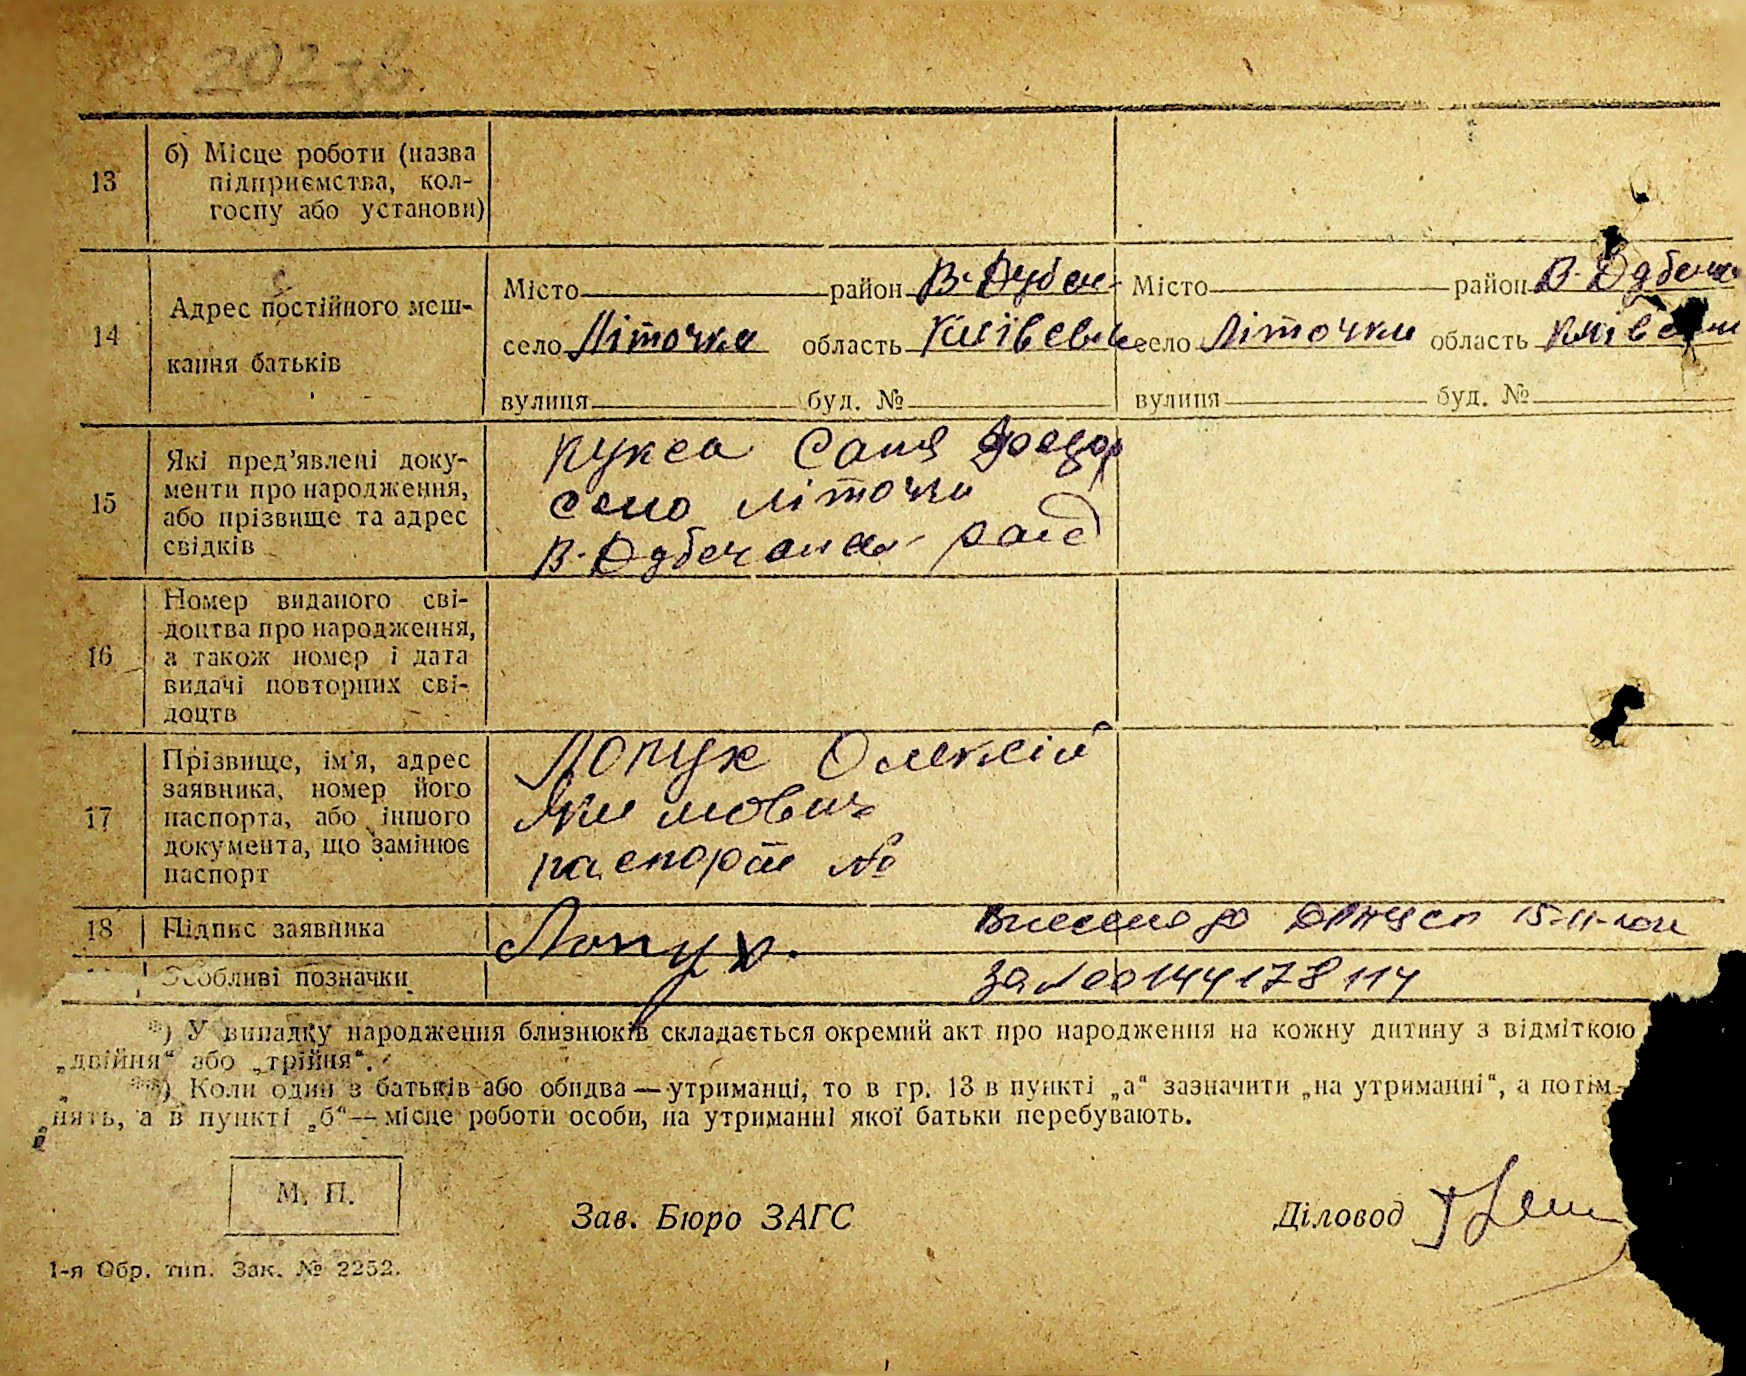 202 зв.
13
б) Місце роботи (назва
підприємства, кол-
госпу або установи)
14
Адрес постійного меш-
кання батьків
Місто район В-Дубеч-
село Літочки область Київськ
вулиця буд. №
Місто район В-Дубеч
село Літочки область Київськ
вулиця буд. №
15
Які пред'явлені доку-
менти про народження,
або прізвище та адрес
свідків
Кукса Саня
село Літочки
В-Дубечанськ
16
Номер виданого сві-
доцтва про народження,
а також номер і дата
видачі повторних сві-
доцтв
17
Прізвище, ім'я, адрес
заявника, номер його
паспорта, або іншого
документа, що замінює
паспорт
Лопух Олексій
Якимович
паспорт №
18
Підпис заявника
Лопух.
Внесено до ДРАЦСГ
Особливі позначки
за №00144178114
*) У випадку народження близнюків складається окремий акт про народження на кожну дитину з відміткою
„двійня“ або „трійня“.
**) Коли один з батьків або обидва — утриманці, то в гр. 13 в пункті „а“ зазначити „на утриманні“, а потім
нять, а в пункті „б“ — місце роботи особи, на утриманні якої батьки перебувають.
М. П.
Зав. Бюро ЗАГС
Діловод
1-я Обр. тип. Зак. № 2252.